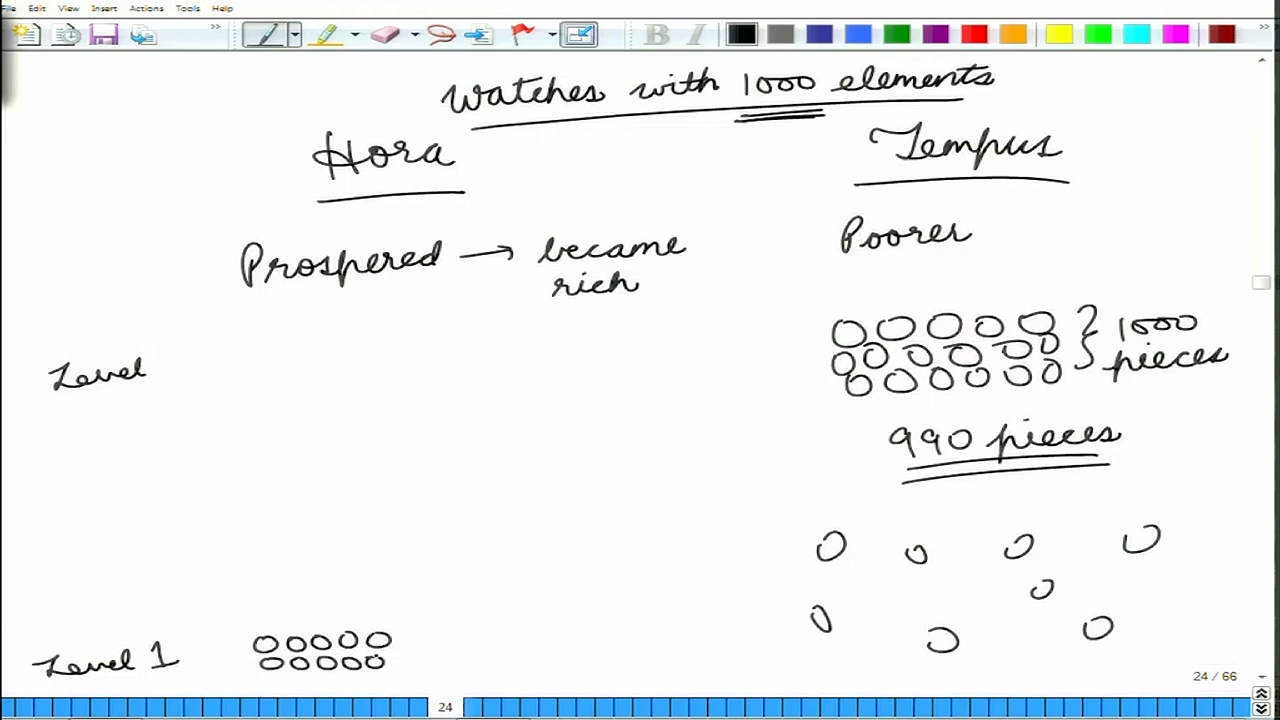 File Edit View Insert Actions Tools Help
Watches with 1000 elements
Hora
Tempus
Prospered → became
rich
Poorer
1000
pieces
Level
990 pieces
Level 1
24 / 66
24